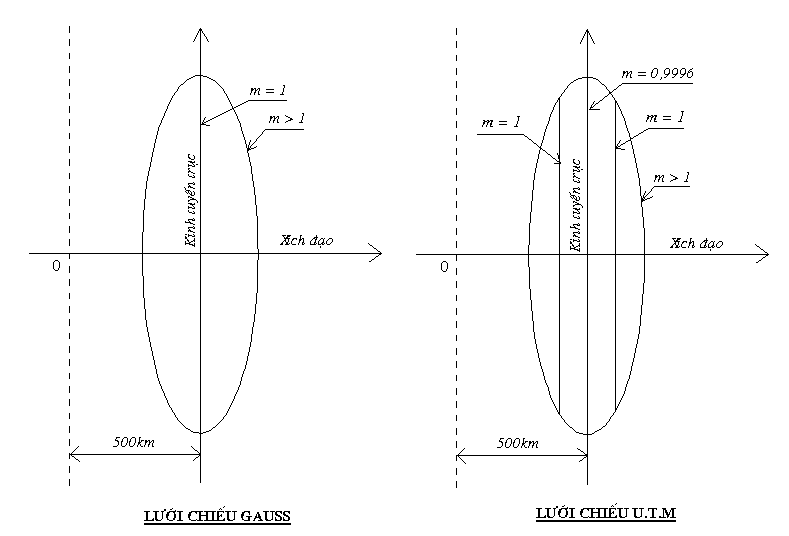 m = 1
m > 1
Kinh tuyến trục
Xích đạo
0
500km
LƯỚI CHIẾU GAUSS
m = 0,9996
m = 1
m = 1
m > 1
Kinh tuyến trục
Xích đạo
0
500km
LƯỚI CHIẾU U.T.M